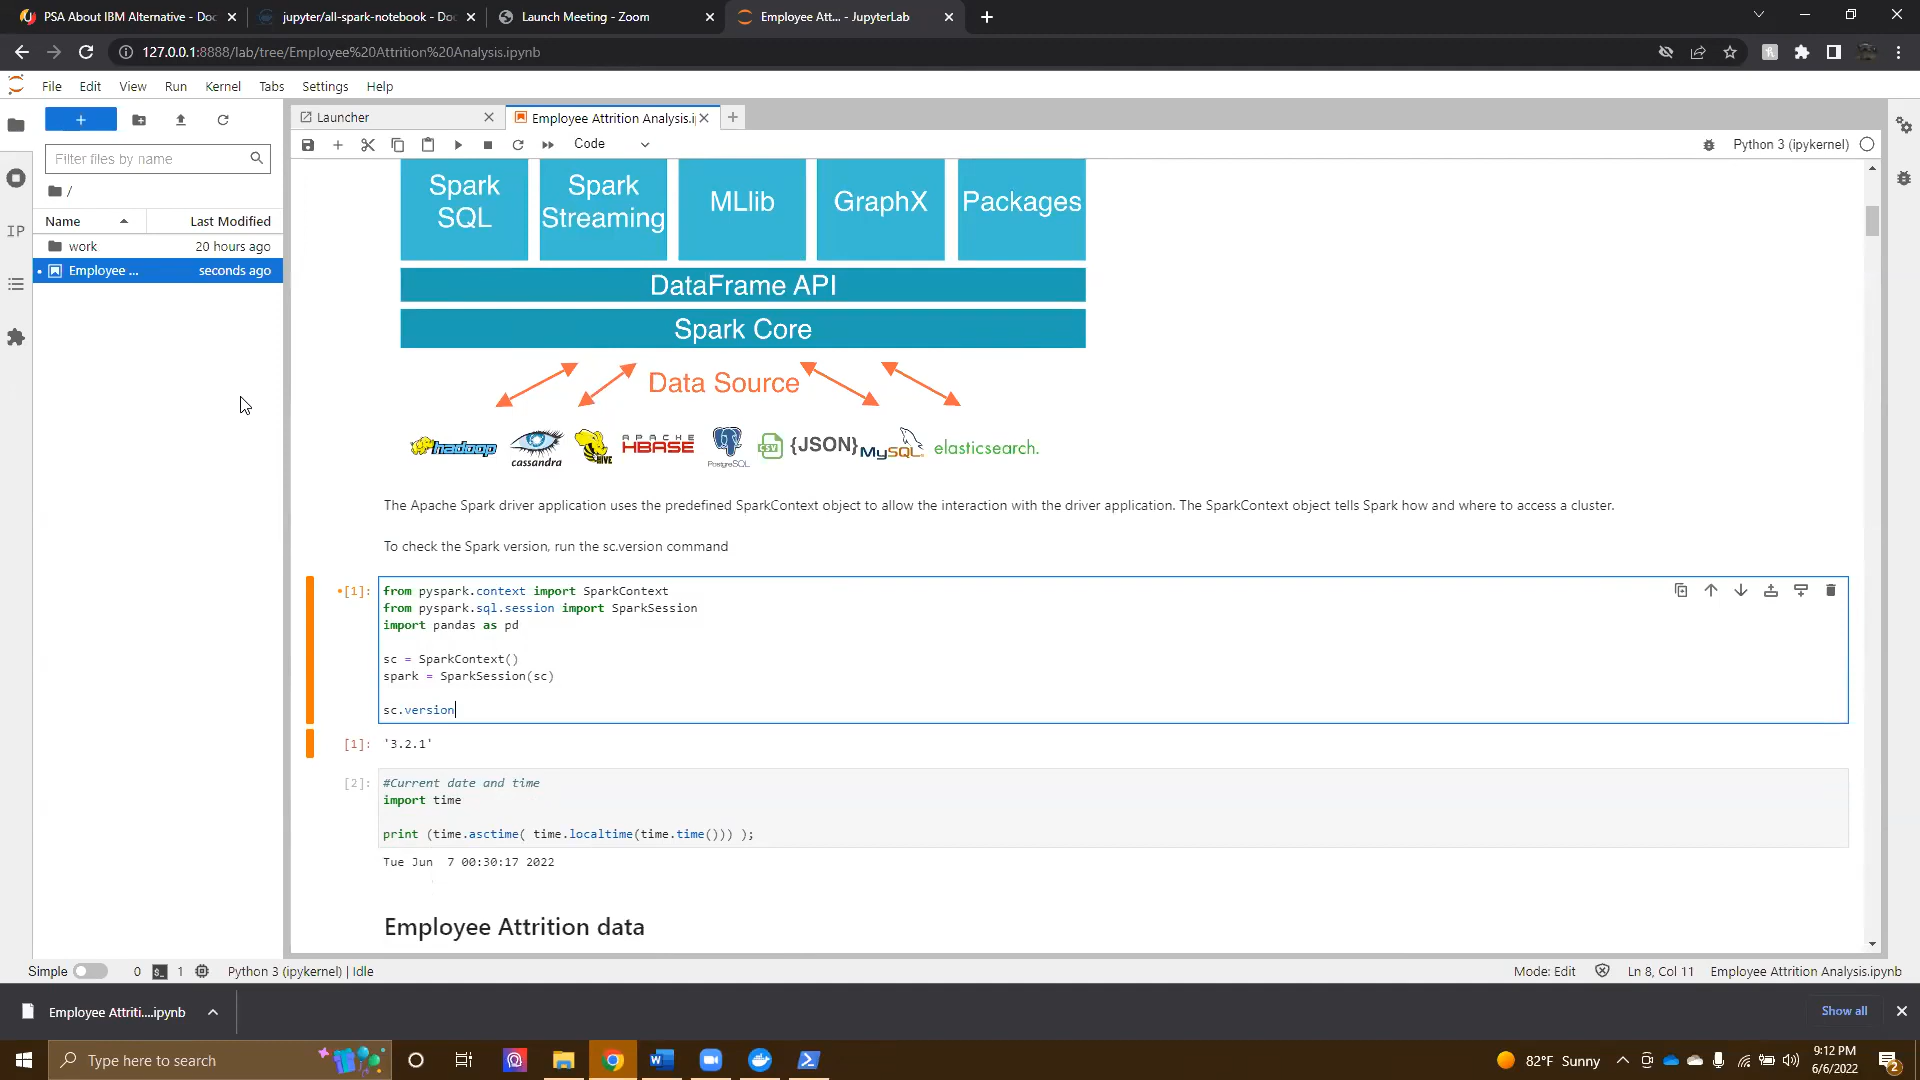 PSA About IBM Alternative - Doc
jupyter/all-spark-notebook - Doc
Launch Meeting - Zoom
Employee Att... - JupyterLab
127.0.0.1:8888/lab/tree/Employee%20Attrition%20Analysis.ipynb
File Edit View Run Kernel Tabs Settings Help
Launcher
Employee Attrition Analysis.i
Filter files by name
Code
Python 3 (ipykernel)
/
Name Last Modified
work 20 hours ago
Employee ... seconds ago
IP
Spark SQL
Spark Streaming
MLlib
GraphX
Packages
DataFrame API
Spark Core
Data Source
hadoop
cassandra
HIVE
APACHE HBASE
PostgreSQL
CSV
{JSON}
MySQL
elasticsearch.
The Apache Spark driver application uses the predefined SparkContext object to allow the interaction with the driver application. The SparkContext object tells Spark how and where to access a cluster.
To check the Spark version, run the sc.version command
[1]: from pyspark.context import SparkContext
from pyspark.sql.session import SparkSession
import pandas as pd
sc = SparkContext()
spark = SparkSession(sc)
sc.version
[1]: '3.2.1'
[2]: #Current date and time
import time
print (time.asctime( time.localtime(time.time())) );
Tue Jun  7 00:30:17 2022
Employee Attrition data
Simple 0 1 Python 3 (ipykernel) | Idle
Mode: Edit Ln 8, Col 11 Employee Attrition Analysis.ipynb
Employee Attriti....ipynb
Show all
Type here to search
82°F Sunny
9:12 PM
6/6/2022
2